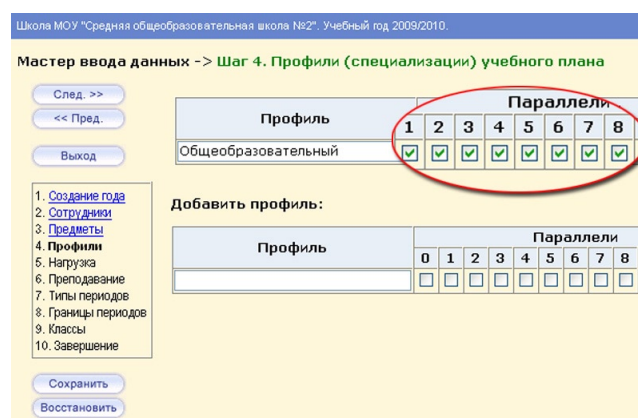 Школа МОУ "Средняя общеобразовательная школа №2". Учебный год 2009/2010.
Мастер ввода данных -> Шаг 4. Профили (специализации) учебного плана
След. >>
<< Пред.
Выход
Профиль
Параллели
1 2 3 4 5 6 7 8
Общеобразовательный
1. Создание года
2. Сотрудники
3. Предметы
4. Профили
5. Нагрузка
6. Преподавание
7. Типы периодов
8. Границы периодов
9. Классы
10. Завершение
Добавить профиль:
Профиль
Параллели
0 1 2 3 4 5 6 7 8
Сохранить
Восстановить